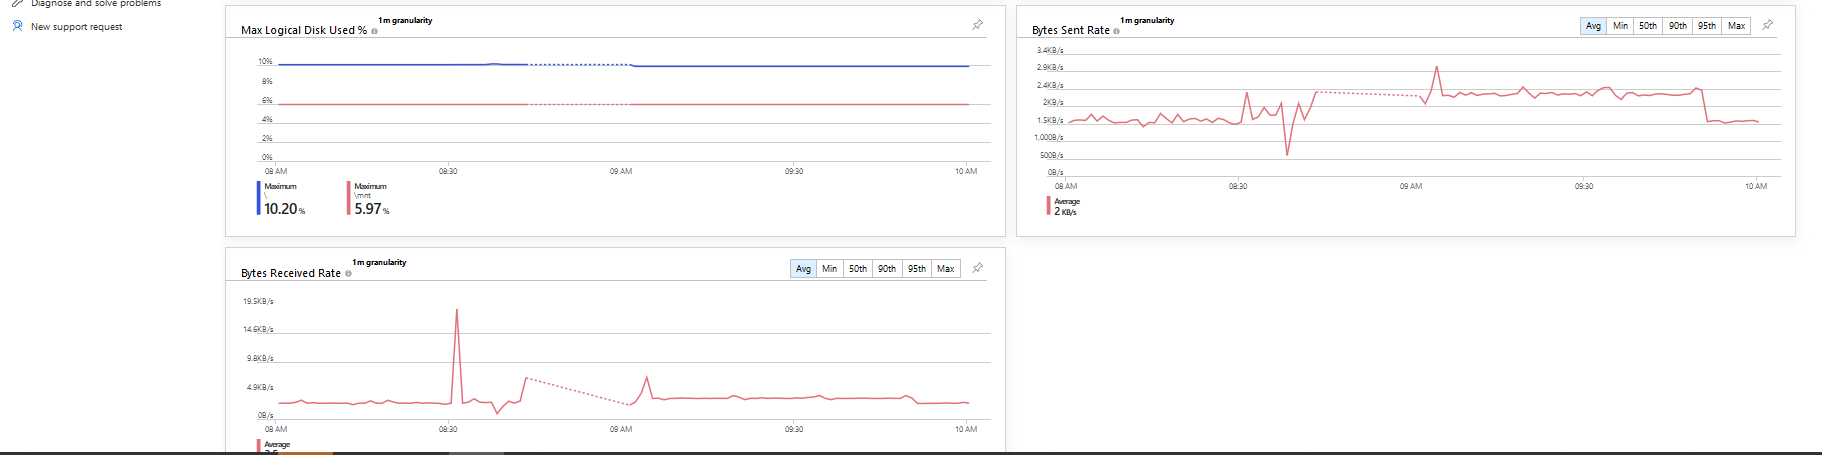 Diagnose and solve problems
New support request
Max Logical Disk Used %
1m granularity
10%
8%
6%
4%
2%
0%
08 AM
08:30
09 AM
09:30
10 AM
Maximum
\
10.20 %
Maximum
\mnt
5.97 %
Bytes Sent Rate
1m granularity
Avg Min 50th 90th 95th Max
3.4KB/s
2.9KB/s
2.4KB/s
2KB/s
1.5KB/s
1,000B/s
500B/s
0B/s
08 AM
08:30
09 AM
09:30
10 AM
Average
2 KB/s
Bytes Received Rate
1m granularity
Avg Min 50th 90th 95th Max
19.5KB/s
14.6KB/s
9.8KB/s
4.9KB/s
0B/s
08 AM
08:30
09 AM
09:30
10 AM
Average